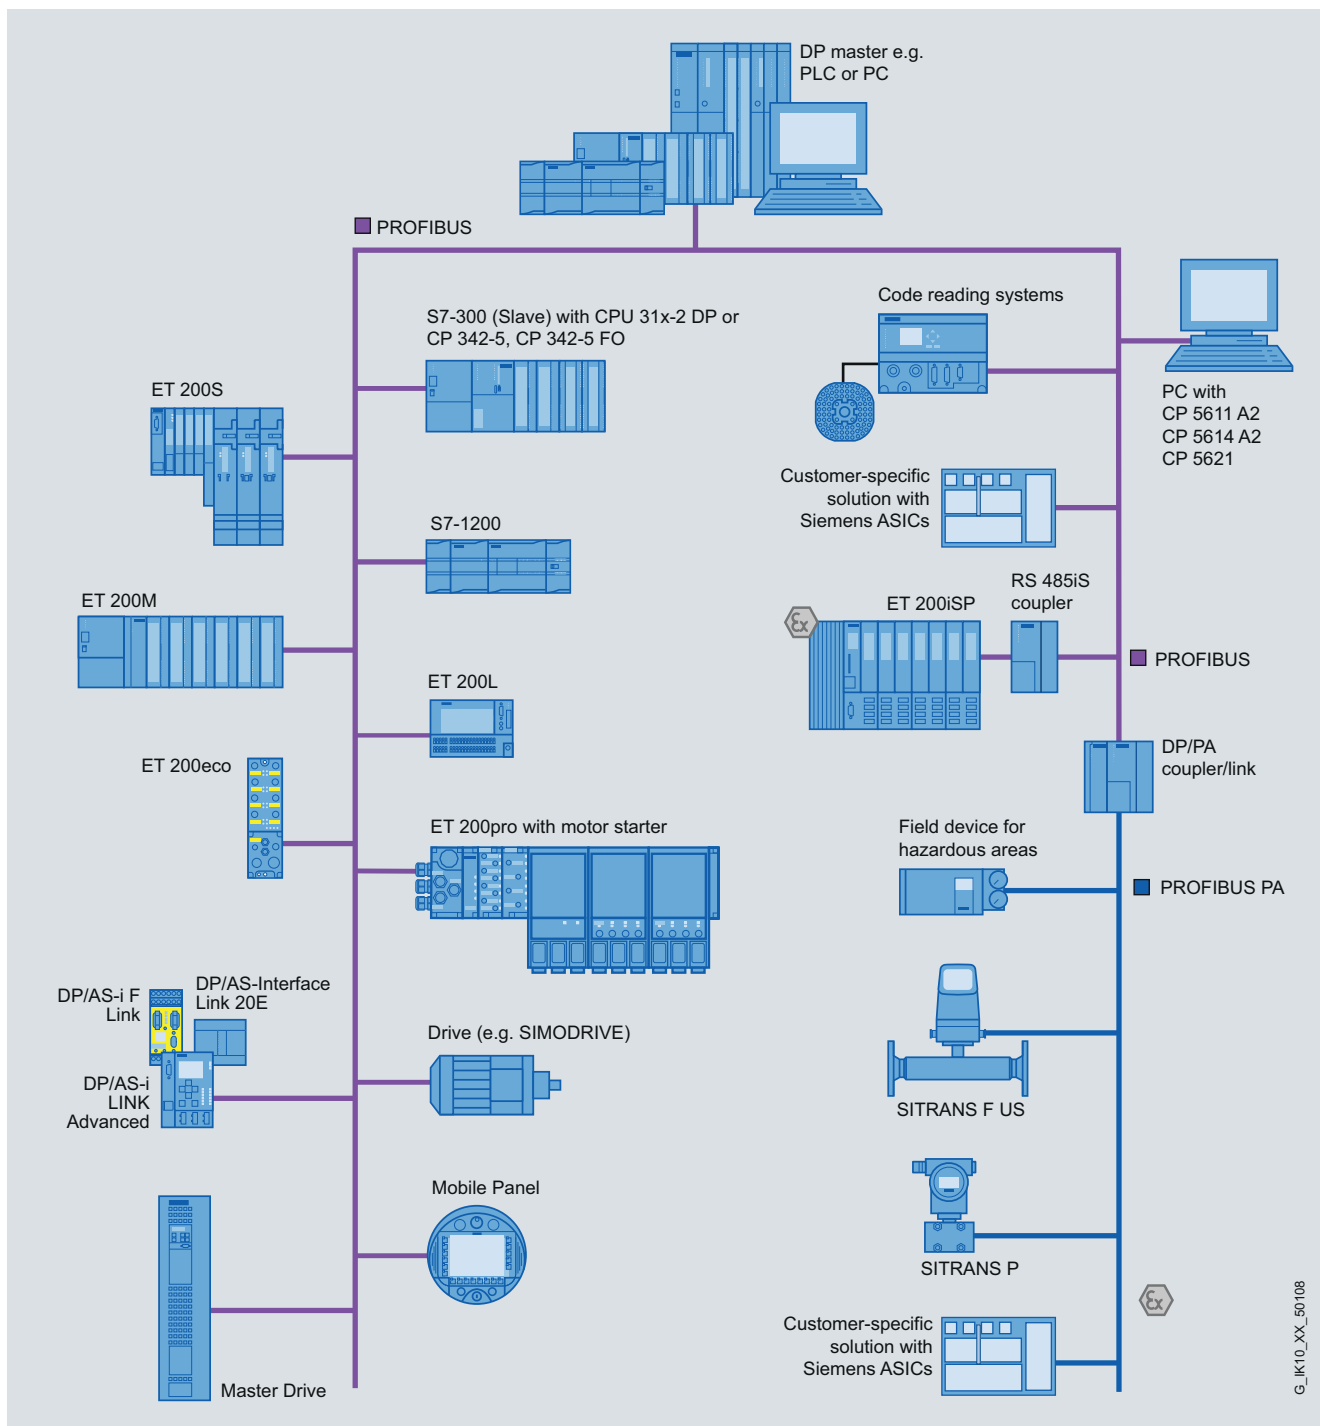 DP master e.g.
PLC or PC
PROFIBUS
Code reading systems
S7-300 (Slave) with CPU 31x-2 DP or
CP 342-5, CP 342-5 FO
ET 200S
PC with
CP 5611 A2
CP 5614 A2
CP 5621
Customer-specific
solution with
Siemens ASICs
S7-1200
RS 485iS
coupler
ET 200M
ET 200iSP
Ex
PROFIBUS
ET 200L
DP/PA
coupler/link
ET 200eco
ET 200pro with motor starter
Field device for
hazardous areas
PROFIBUS PA
DP/AS-Interface
Link 20E
DP/AS-i F
Link
Drive (e.g. SIMODRIVE)
DP/AS-i
LINK
Advanced
SITRANS F US
Mobile Panel
SITRANS P
Ex
Customer-specific
solution with
Siemens ASICs
Master Drive
G_IK10_XX_50108